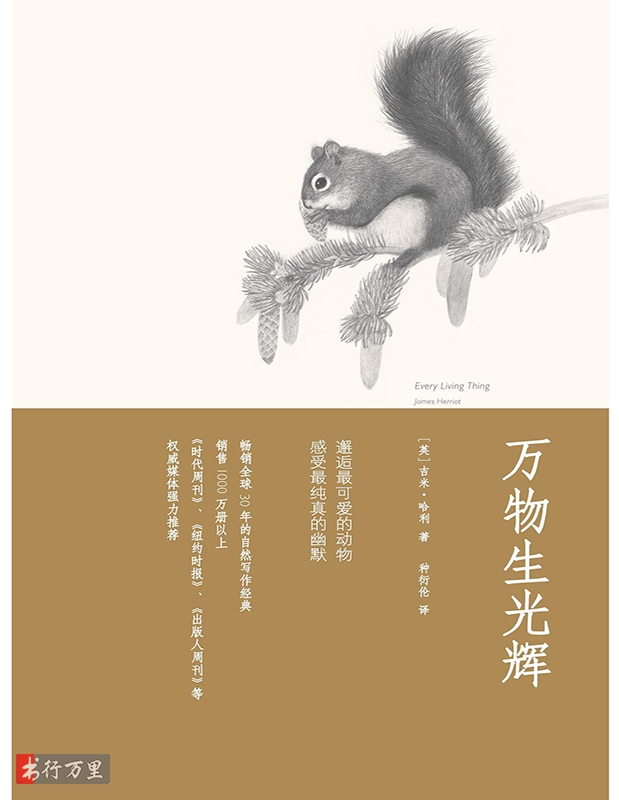 Every Living Thing
James Herriot
万物生光辉
[英]吉米·哈利 著 种衍伦 译
邂逅最可爱的动物
感受最纯真的幽默
畅销全球30年的自然写作经典
销售1000万册以上
《时代周刊》、《纽约时报》、《出版人周刊》等
权威媒体强力推荐
书行万里